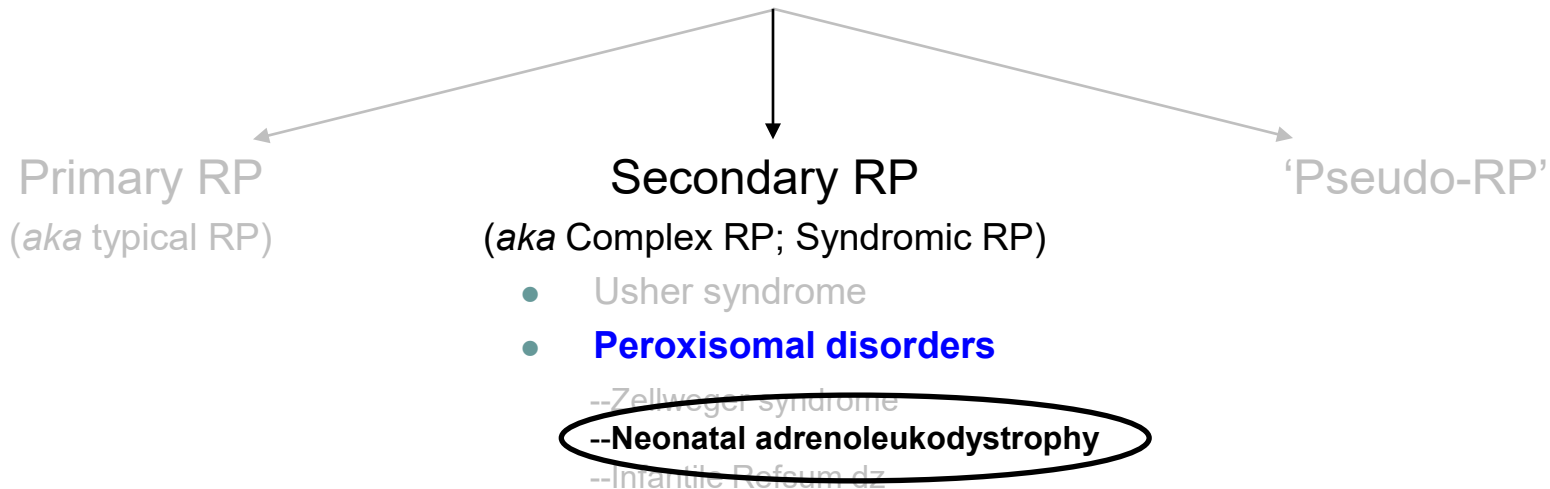 Primary RP Secondary RP ‘Pseudo-RP’
(aka typical RP) (aka Complex RP; Syndromic RP)
● Usher syndrome
● Peroxisomal disorders
--Zellweger syndrome
--Neonatal adrenoleukodystrophy
--Infantile Refsum dz